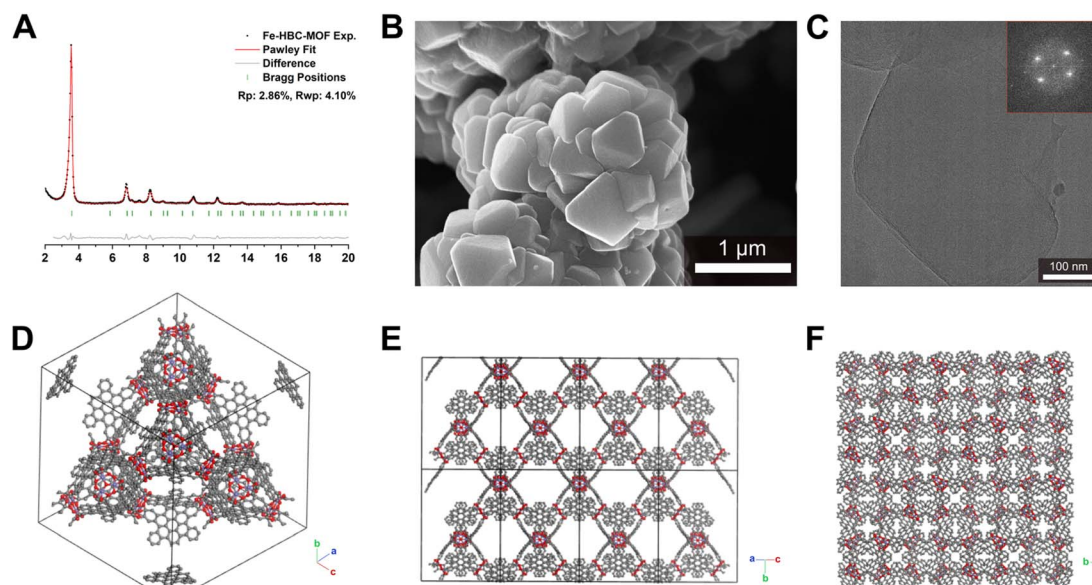 A
Fe-HBC-MOF Exp.
Pawley Fit
Difference
Bragg Positions
Rp: 2.86%, Rwp: 4.10%
2 4 6 8 10 12 14 16 18 20
B
1 µm
C
100 nm
D
b
a
c
E
a c
b
F
b